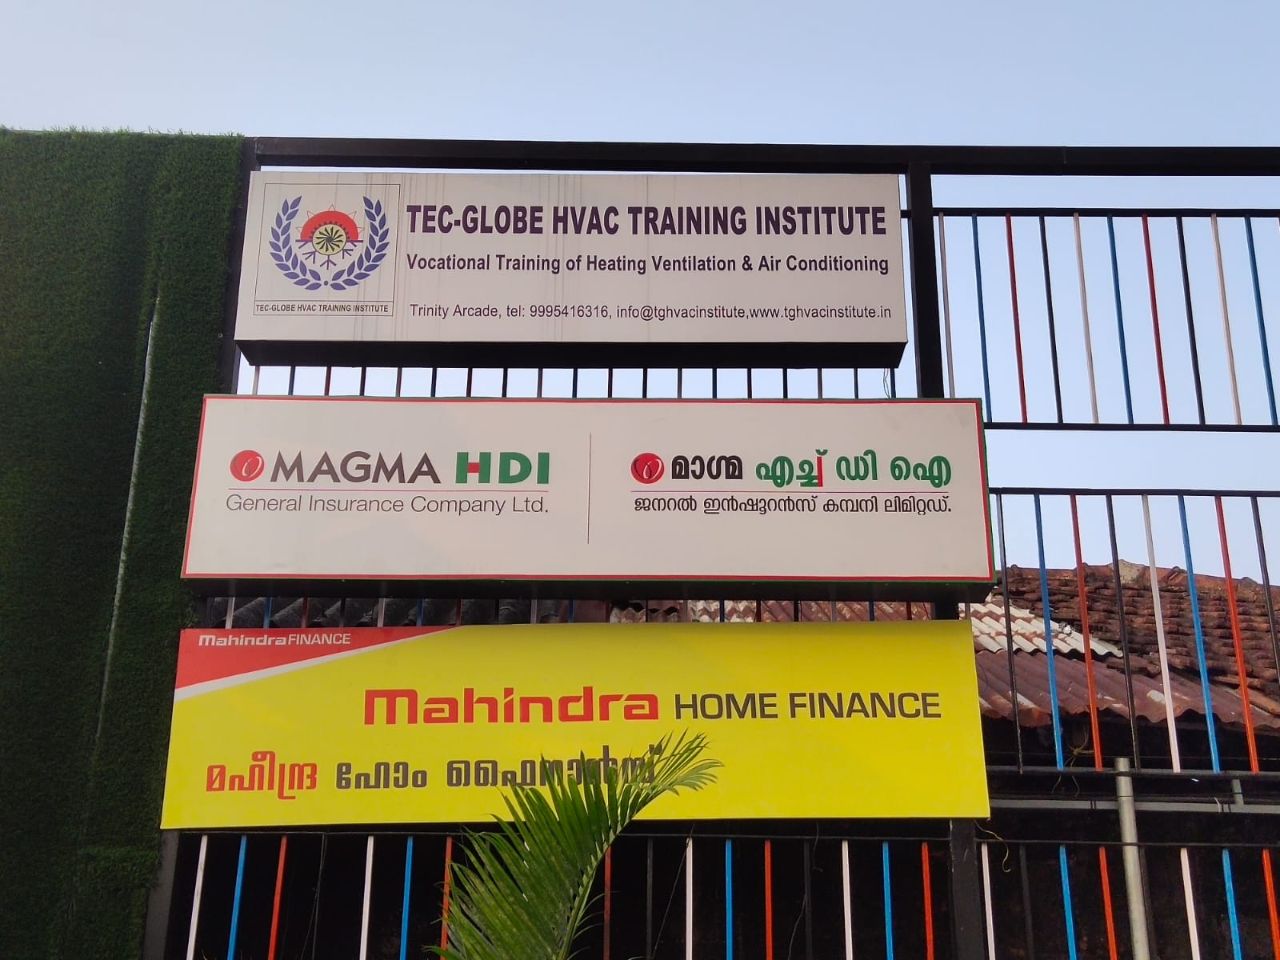 TEC-GLOBE HVAC TRAINING INSTITUTE
Vocational Training of Heating Ventilation & Air Conditioning
Trinity Arcade, tel: 9995416316, info@tghvacinstitute,www.tghvacinstitute.in
TEC-GLOBE HVAC TRAINING INSTITUTE
MAGMA HDI
General Insurance Company Ltd.
മാഗ്മ എച്ച് ഡി ഐ
ജനറൽ ഇൻഷൂറൻസ് കമ്പനി ലിമിറ്റഡ്.
mahindra FINANCE
mahindra HOME FINANCE
മഹീന്ദ്ര ഹോം ഫൈനാൻസ്